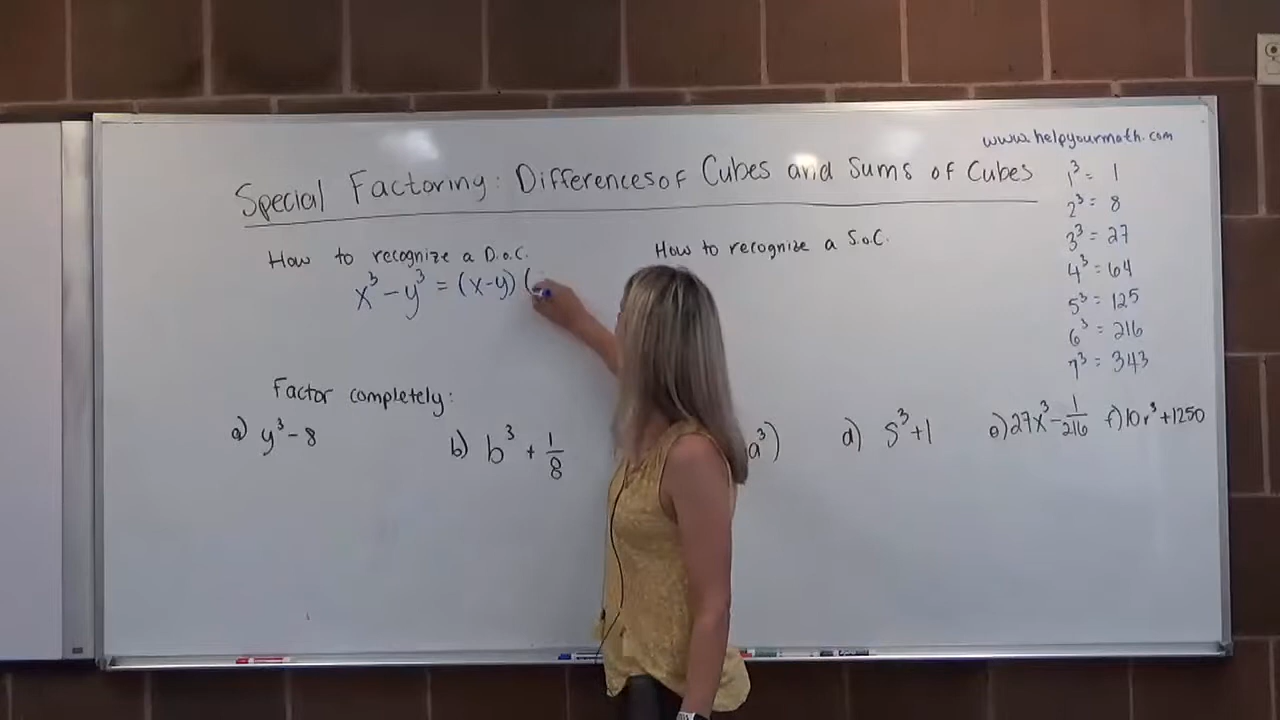 www.helpyourmath.com
Special Factoring: Differences of Cubes and Sums of Cubes
1³ = 1
2³ = 8
3³ = 27
4³ = 64
5³ = 125
6³ = 216
7³ = 343
How to recognize a D.o.C.
x³ - y³ = (x-y) (
How to recognize a S.o.C.
Factor completely:
a) y³ - 8
b) b³ + 1/8
a³)
d) s³ + 1
e) 27x³ - 1/216
f) 10r³ + 1250